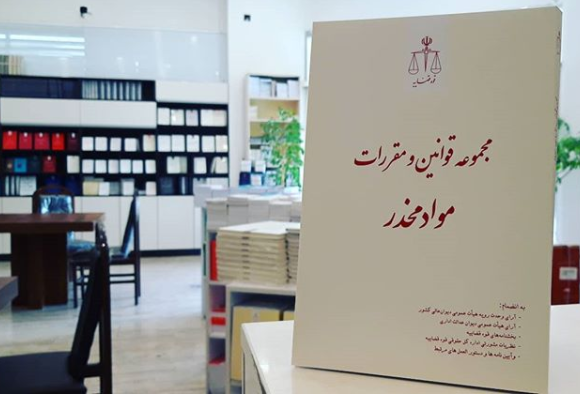 قوه قضاییه
مجموعه قوانین و مقررات
مواد مخدر
به انضمام:
- آرای وحدت رویه هیأت عمومی دیوان عالی کشور
- آرای هیأت عمومی دیوان عدالت اداری
- بخشنامه‌های قوه قضاییه
- نظریات مشورتی اداره کل حقوقی قوه قضاییه
- و آیین نامه ها و دستور العمل های مرتبط